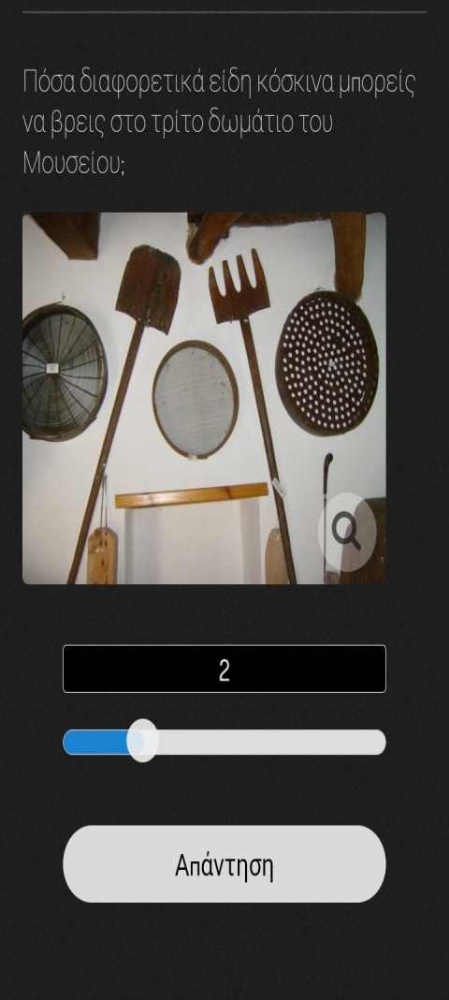 Πόσα διαφορετικά είδη κόσκινα μπορείς
να βρεις στο τρίτο δωμάτιο του
Μουσείου;
2
Απάντηση